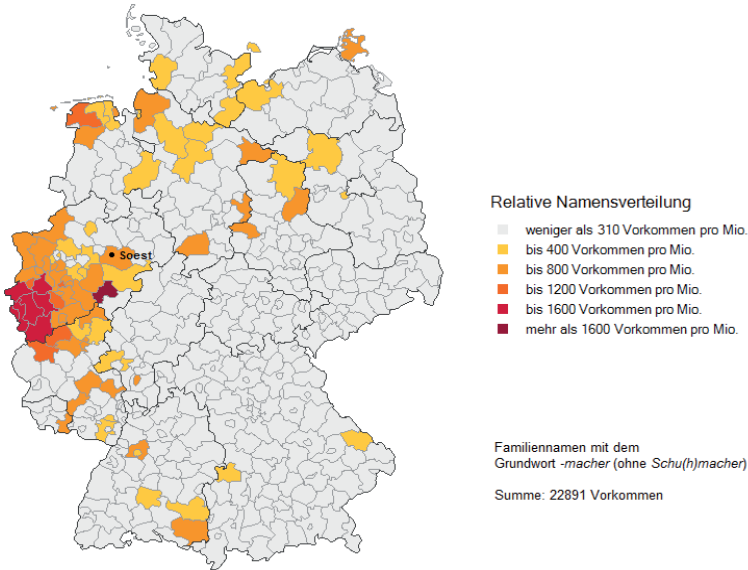 Soest
Relative Namensverteilung
weniger als 310 Vorkommen pro Mio.
bis 400 Vorkommen pro Mio.
bis 800 Vorkommen pro Mio.
bis 1200 Vorkommen pro Mio.
bis 1600 Vorkommen pro Mio.
mehr als 1600 Vorkommen pro Mio.
Familiennamen mit dem
Grundwort -macher (ohne Schu(h)macher)
Summe: 22891 Vorkommen